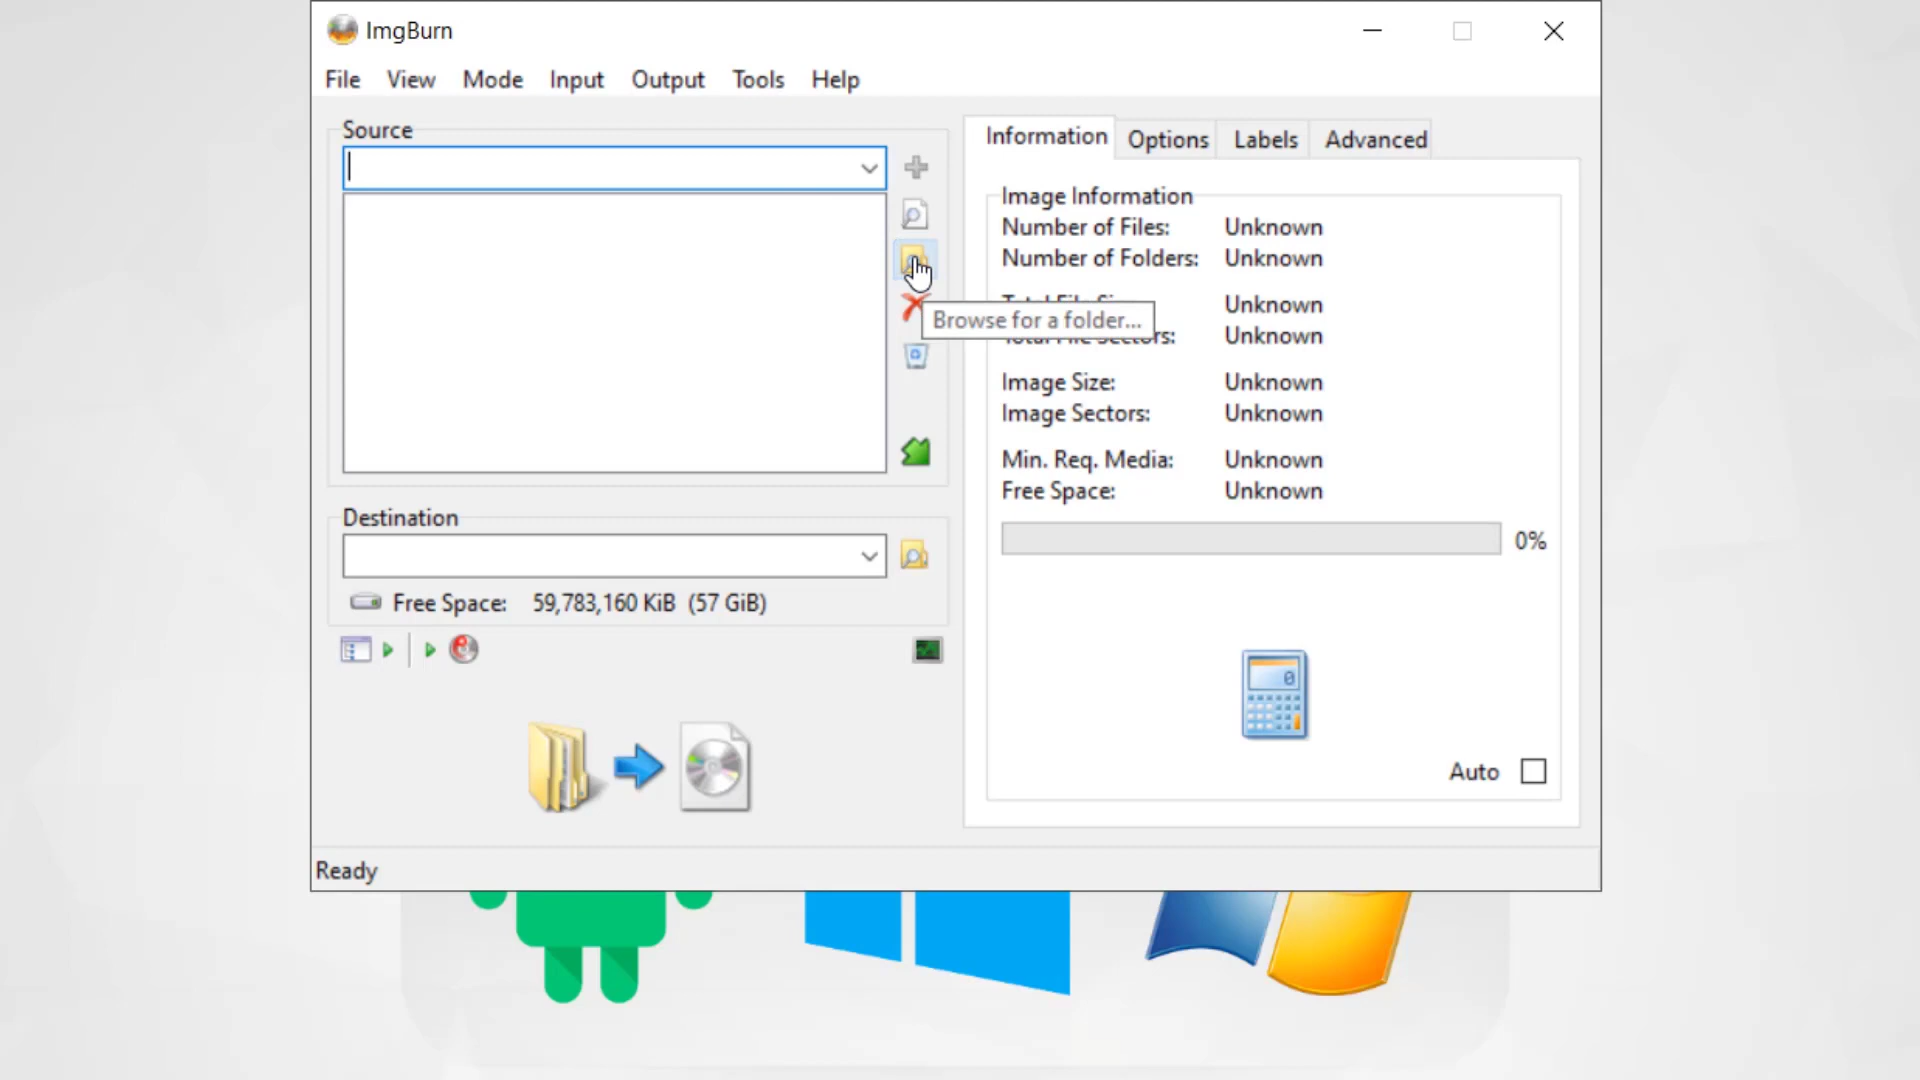 ImgBurn
File View Mode Input Output Tools Help
Source
Information Options Labels Advanced
Image Information
Number of Files: Unknown
Number of Folders: Unknown
Unknown
Browse for a folder...
Unknown
Image Size: Unknown
Image Sectors: Unknown
Min. Req. Media: Unknown
Free Space: Unknown
0%
Destination
Free Space: 59,783,160 KiB (57 GiB)
0
Auto
Ready